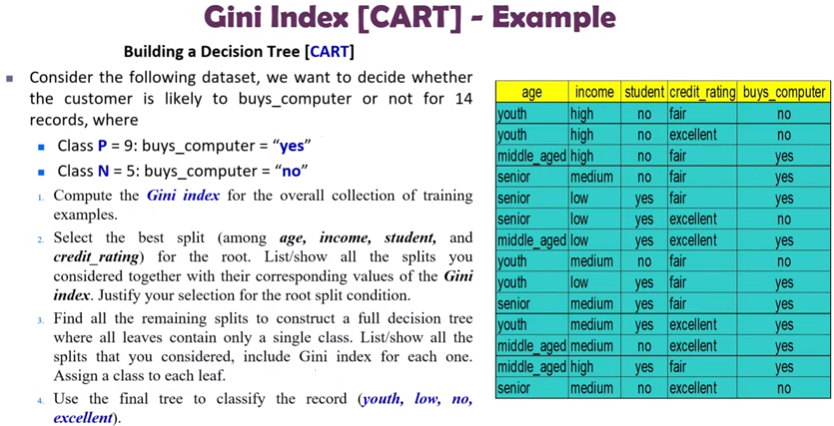 Gini Index [CART] - Example
Building a Decision Tree [CART]
Consider the following dataset, we want to decide whether
the customer is likely to buys_computer or not for 14
records, where
Class P = 9: buys_computer = “yes”
Class N = 5: buys_computer = “no”
1. Compute the Gini index for the overall collection of training
examples.
2. Select the best split (among age, income, student, and
credit_rating) for the root. List/show all the splits you
considered together with their corresponding values of the Gini
index. Justify your selection for the root split condition.
3. Find all the remaining splits to construct a full decision tree
where all leaves contain only a single class. List/show all the
splits that you considered, include Gini index for each one.
Assign a class to each leaf.
4. Use the final tree to classify the record (youth, low, no,
excellent).
age income student credit_rating buys_computer
youth high no fair no
youth high no excellent no
middle_aged high no fair yes
senior medium no fair yes
senior low yes fair yes
senior low yes excellent no
middle_aged low yes excellent yes
youth medium no fair no
youth low yes fair yes
senior medium yes fair yes
youth medium yes excellent yes
middle_aged medium no excellent yes
middle_aged high yes fair yes
senior medium no excellent no